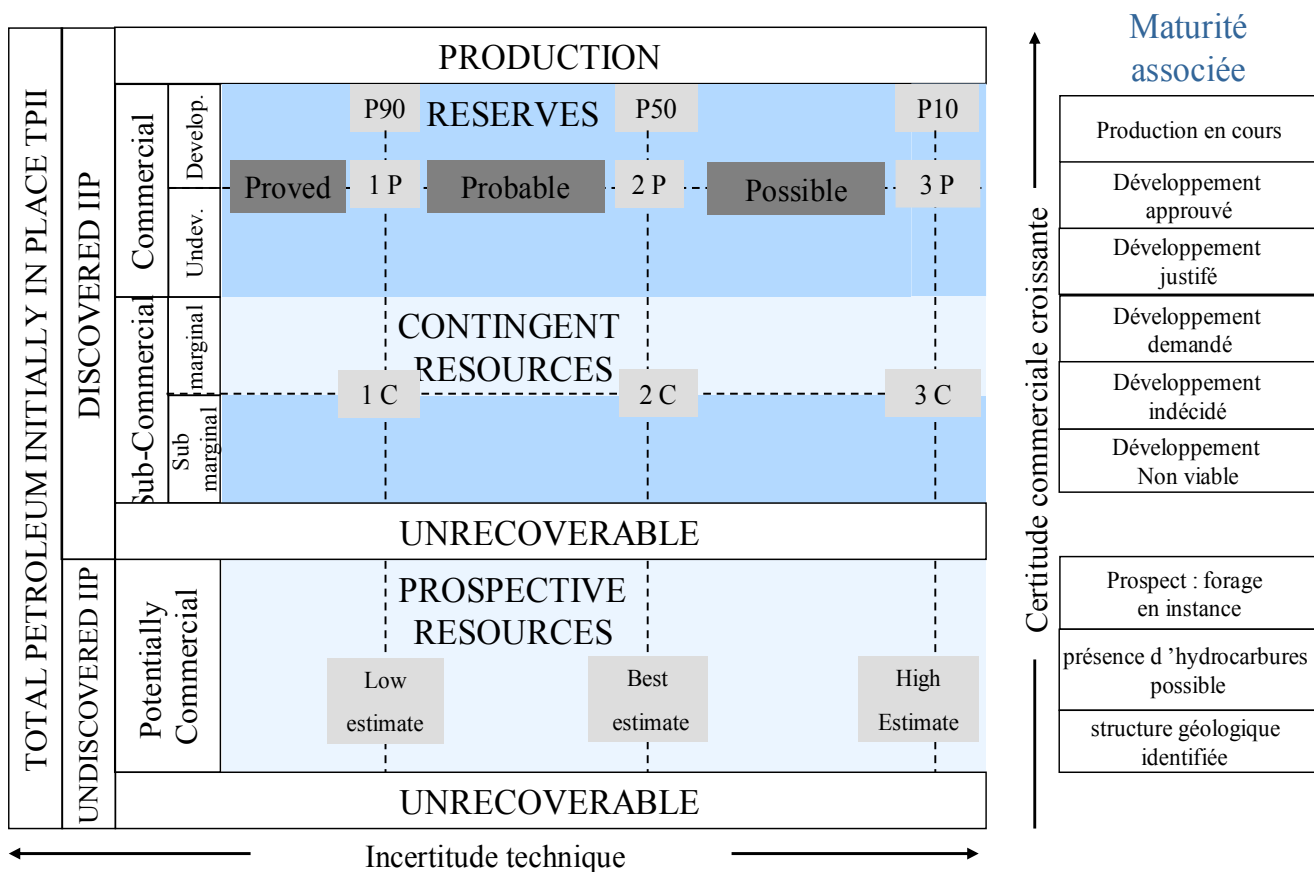 TOTAL PETROLEUM INITIALLY IN PLACE TPII
DISCOVERED IIP
UNDISCOVERED IIP
PRODUCTION
Commercial
Develop.
Undev.
P90
RESERVES
P50
P10
Proved
1 P
Probable
2 P
Possible
3 P
Sub-Commercial
marginal
Sub
marginal
CONTINGENT
RESOURCES
1 C
2 C
3 C
UNRECOVERABLE
Potentially
Commercial
PROSPECTIVE
RESOURCES
Low
estimate
Best
estimate
High
Estimate
UNRECOVERABLE
Incertitude technique
Certitude commerciale croissante
Maturité
associée
Production en cours
Développement
approuvé
Développement
justifé
Développement
demandé
Développement
indécidé
Développement
Non viable
Prospect : forage
en instance
présence d ’hydrocarbures
possible
structure géologique
identifiée